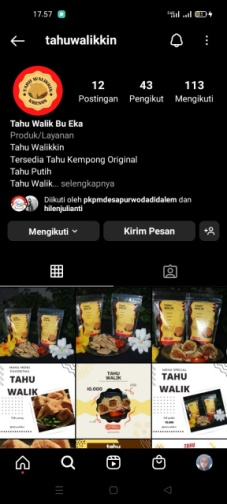 17.57
tahuwalikkin
12 43 113
Postingan Pengikut Mengikuti
Tahu Walik Bu Eka
Produk/Layanan
Tahu Walikkin
Tersedia Tahu Kempong Original
Tahu Putih
Tahu Walik... selengkapnya
Diikuti oleh pkpmdesapurwodadidalem dan
hilenjulianti
Mengikuti Kirim Pesan
TAHU
WALIK
TAHU
WALIK
10.000
TAHU
WALIK